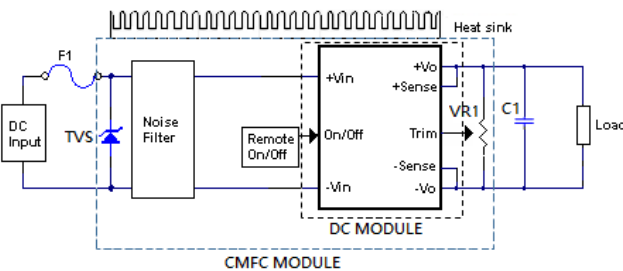 Heat sink
F1
+Vin
+Vo
+Sense
DC
Input
TVS
Noise
Filter
Remote
On/Off
On/Off
Trim
VR1
C1
Load
-Sense
-Vin
-Vo
DC MODULE
CMFC MODULE